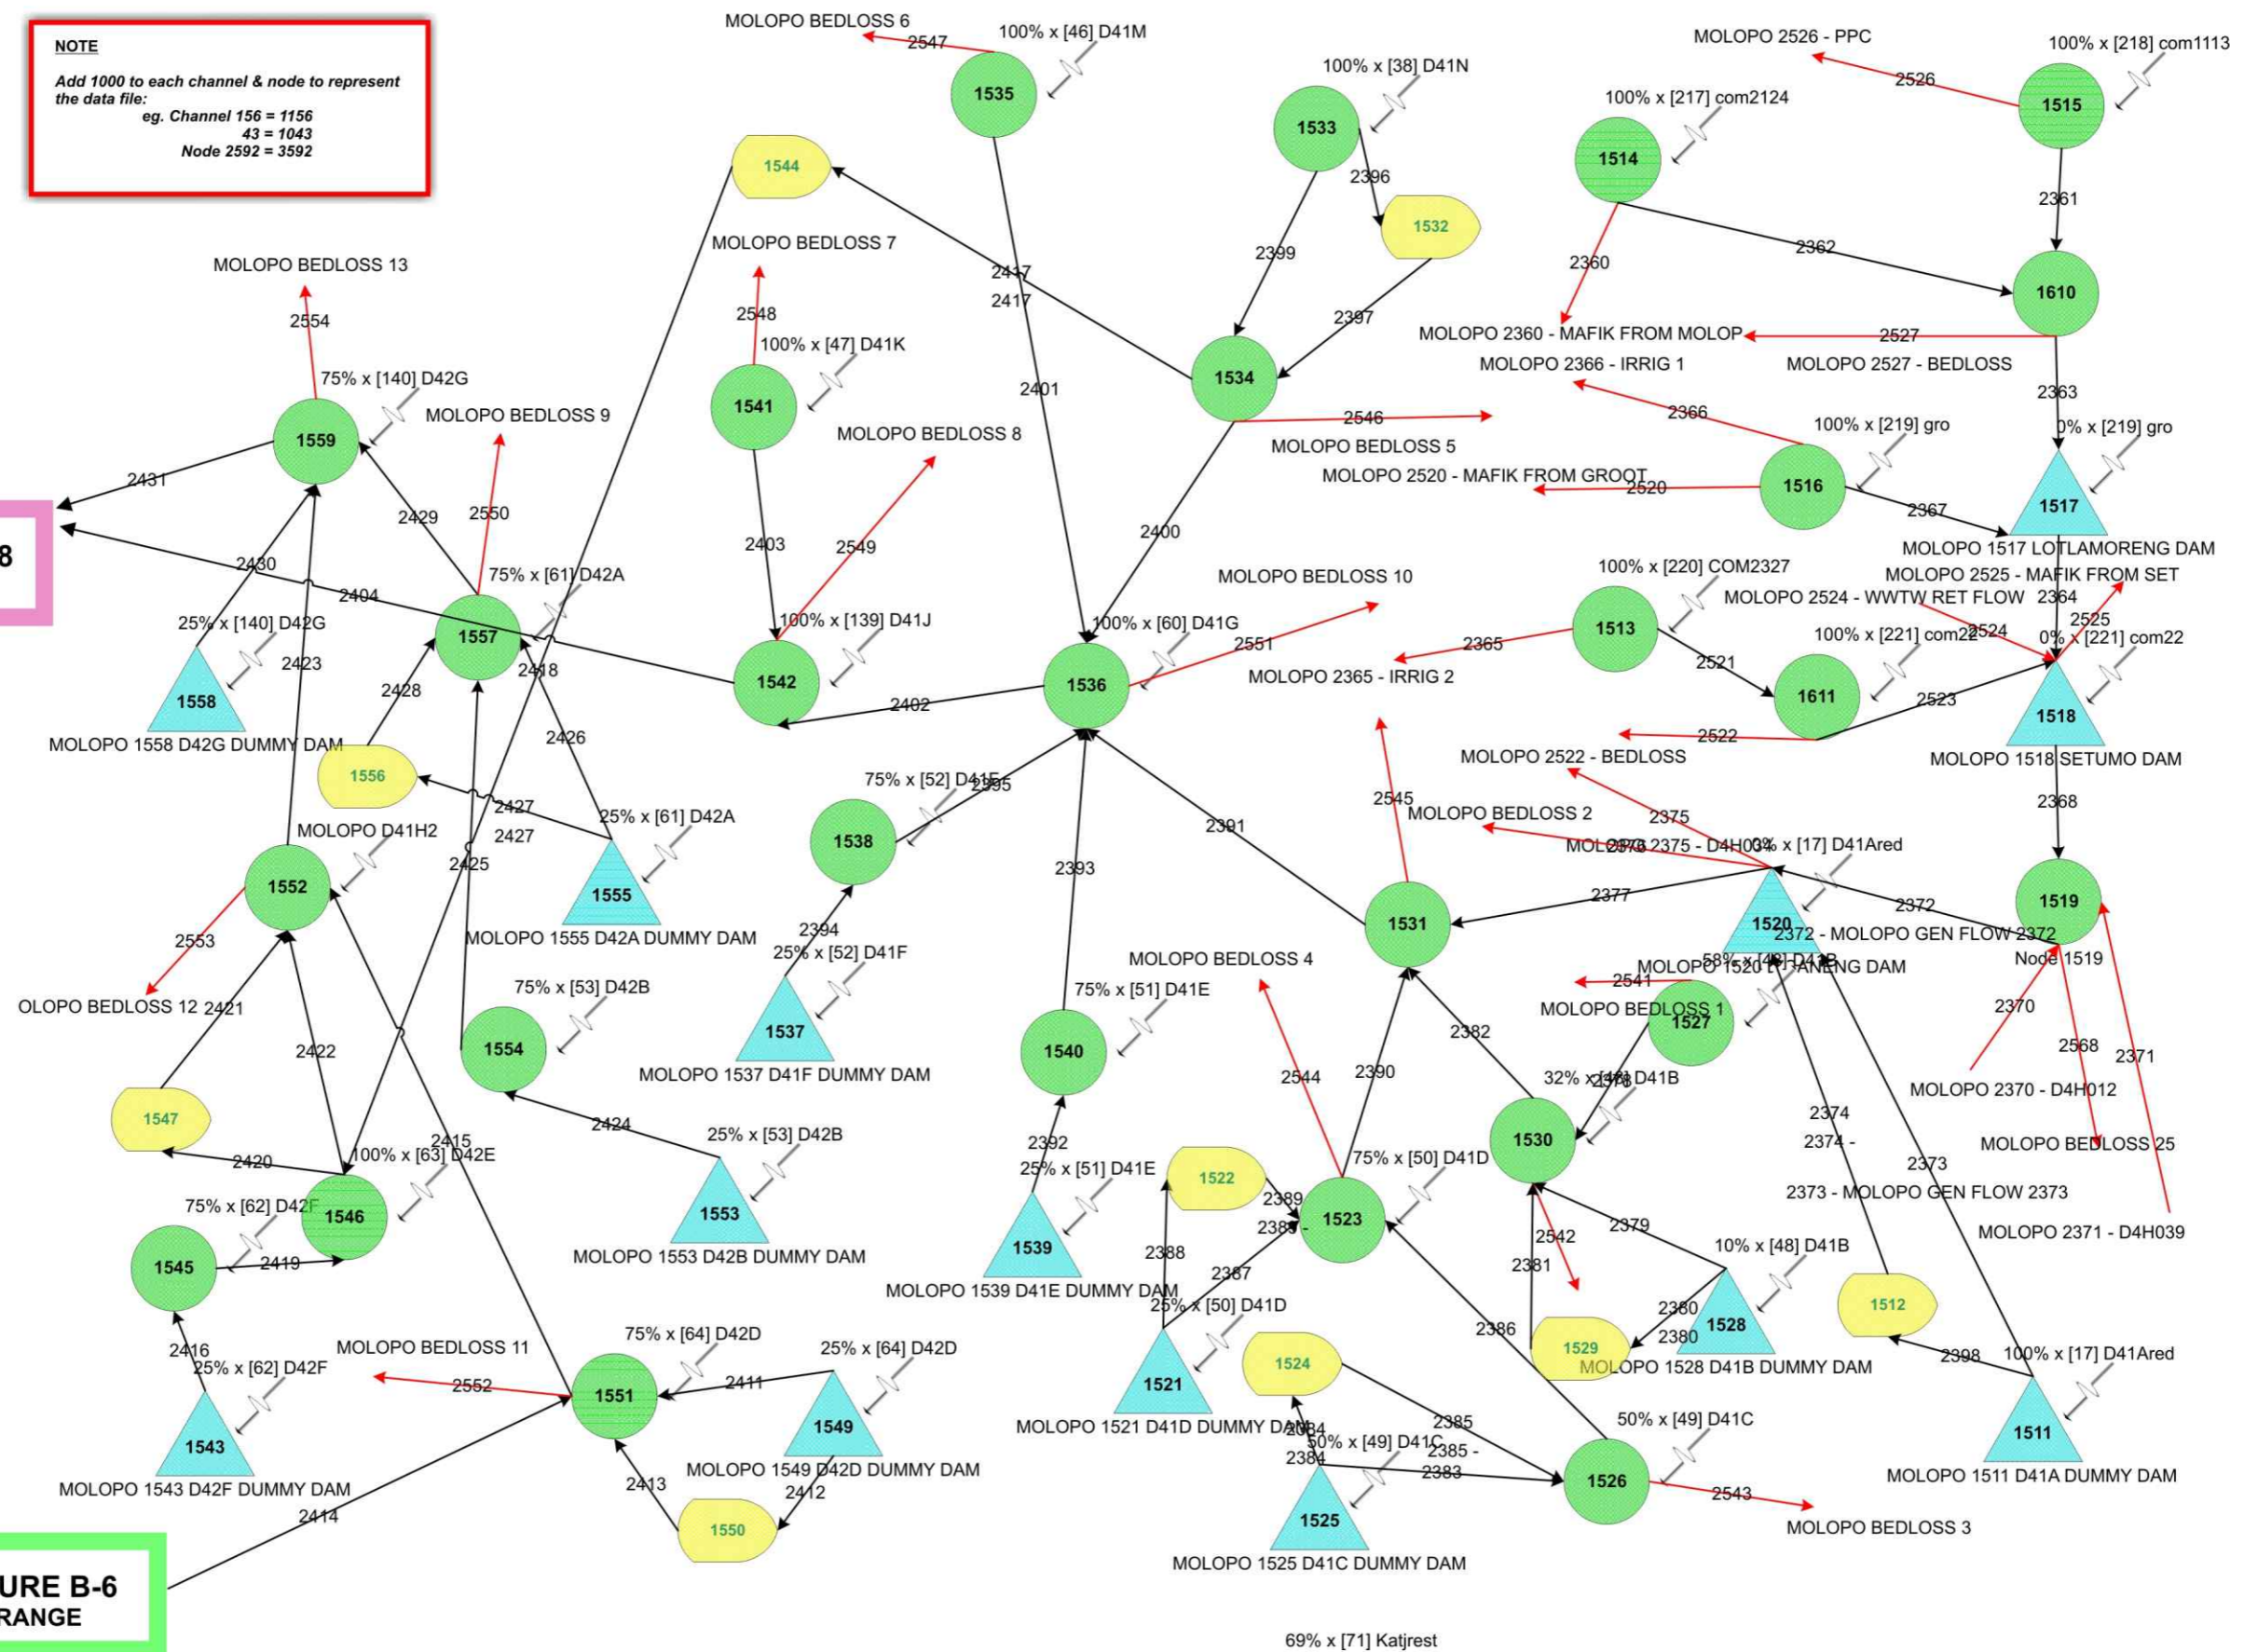 NOTE
Add 1000 to each channel & node to represent
the data file:
eg. Channel 156 = 1156
43 = 1043
Node 2592 = 3592
MOLOPO BEDLOSS 6
2547
100% x [46] D41M
1535
100% x [38] D41N
1533
2396
1532
2399
2397
1534
2546
MOLOPO BEDLOSS 5
MOLOPO 2526 - PPC
2526
100% x [218] com1113
1515
100% x [217] com2124
1514
2361
2362
2360
1610
MOLOPO 2360 - MAFIK FROM MOLOP
2527
MOLOPO 2366 - IRRIG 1
MOLOPO 2527 - BEDLOSS
2363
2366
100% x [219] gro
0% x [219] gro
MOLOPO 2520 - MAFIK FROM GROOT
2520
1516
2367
1517
MOLOPO 1517 LOTLAMORENG DAM
MOLOPO 2525 - MAFIK FROM SET
MOLOPO 2524 - WWTW RET FLOW
2364
2525
2524
100% x [220] COM2327
1513
2365
MOLOPO 2365 - IRRIG 2
2521
100% x [221] com22
0% x [221] com22
1611
2523
1518
2522
MOLOPO 2522 - BEDLOSS
MOLOPO 1518 SETUMO DAM
2368
1544
2417
2417
MOLOPO BEDLOSS 7
2548
100% x [47] D41K
1541
MOLOPO BEDLOSS 8
2401
2400
2403
2549
100% x [139] D41J
1542
2402
100% x [60] D41G
1536
2551
MOLOPO BEDLOSS 10
MOLOPO BEDLOSS 13
2554
75% x [140] D42G
1559
MOLOPO BEDLOSS 9
2431
2429
2550
8
2430
2404
75% x [61] D42A
1557
25% x [140] D42G
2423
1558
2428
2418
MOLOPO 1558 D42G DUMMY DAM
2426
1556
2427
2427
25% x [61] D42A
MOLOPO D41H2
1552
2425
1555
MOLOPO 1555 D42A DUMMY DAM
2553
OLOPO BEDLOSS 12
2421
75% x [53] D42B
1554
2422
2424
1547
2415
2420
100% x [63] D42E
25% x [53] D42B
75% x [62] D42F
1546
1553
1545
2419
MOLOPO 1553 D42B DUMMY DAM
2416
25% x [62] D42F
MOLOPO BEDLOSS 11
2552
75% x [64] D42D
25% x [64] D42D
1551
2411
1549
1543
MOLOPO 1543 D42F DUMMY DAM
MOLOPO 1549 D42D DUMMY DAM
2413
2412
2414
1550
URE B-6
RANGE
75% x [52] D41F
2395
1538
2394
25% x [52] D41F
1537
MOLOPO 1537 D41F DUMMY DAM
2393
2391
75% x [51] D41E
1540
2392
25% x [51] D41E
1539
MOLOPO 1539 D41E DUMMY DAM
2545
MOLOPO BEDLOSS 2
2375
0% x [17] D41Ared
1531
2377
2372
1519
1520
2372 - MOLOPO GEN FLOW 2372
Node 1519
58% x [48] D41B
2541
MOLOPO BEDLOSS 1
1527
MOLOPO BEDLOSS 4
2544
2390
2382
32% x [48] D41B
2378
1530
2370
2568
2371
MOLOPO 2370 - D4H012
MOLOPO BEDLOSS 25
MOLOPO 2371 - D4H039
2374
2374 -
2373
2373 - MOLOPO GEN FLOW 2373
75% x [50] D41D
1522
2389
1523
2388
2387
2542
2381
2379
10% x [48] D41B
2380
2380
1528
1529
MOLOPO 1528 D41B DUMMY DAM
1512
2398
100% x [17] D41Ared
1511
MOLOPO 1511 D41A DUMMY DAM
25% x [50] D41D
1521
MOLOPO 1521 D41D DUMMY DAM
1524
2386
2384
2384
50% x [49] D41C
2385
2385 -
2383
50% x [49] D41C
1526
2543
MOLOPO BEDLOSS 3
1525
MOLOPO 1525 D41C DUMMY DAM
69% x [71] Katjrest